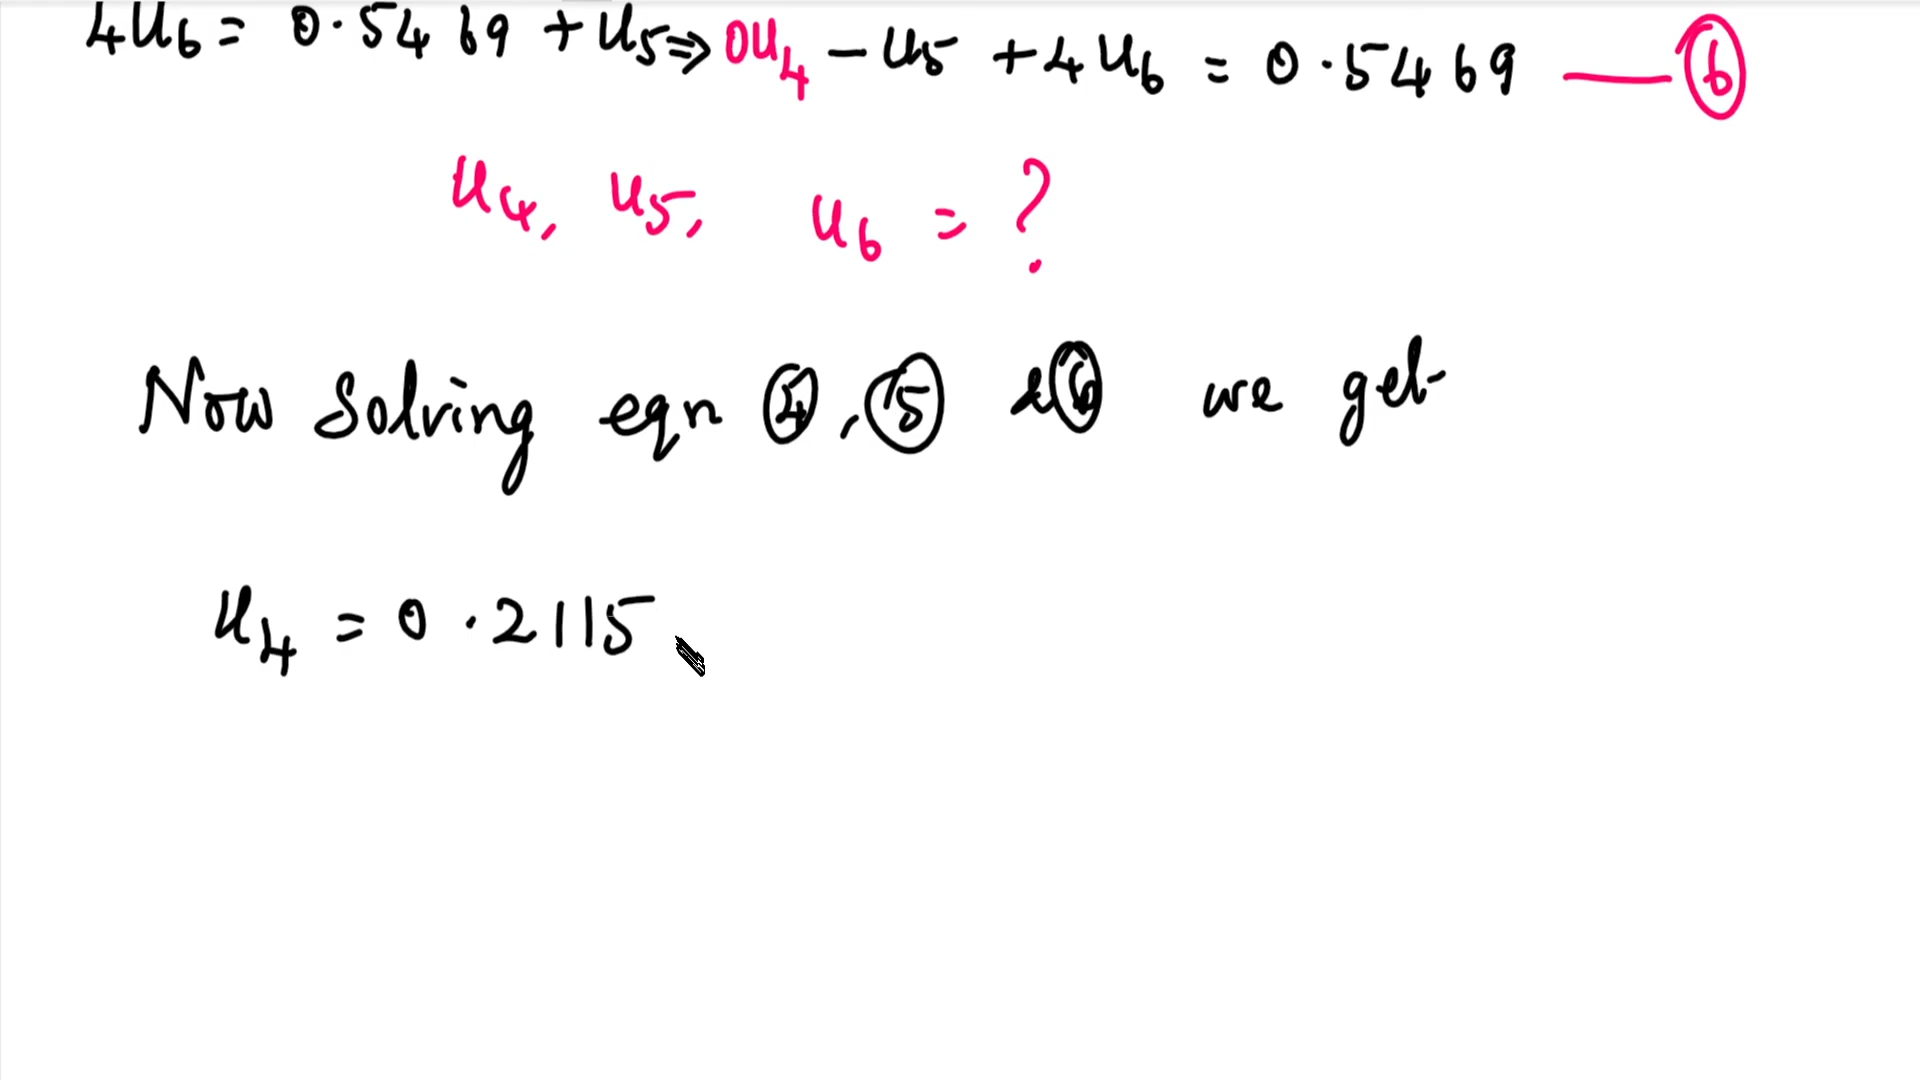 4u₆ = 0.5469 + u₅ ⇒ 0u₄ - u₅ + 4u₆ = 0.5469 —— ⑥
u₄, u₅, u₆ = ?
Now Solving eqn ④, ⑤ & ⑥ we get
u₄ = 0.2115